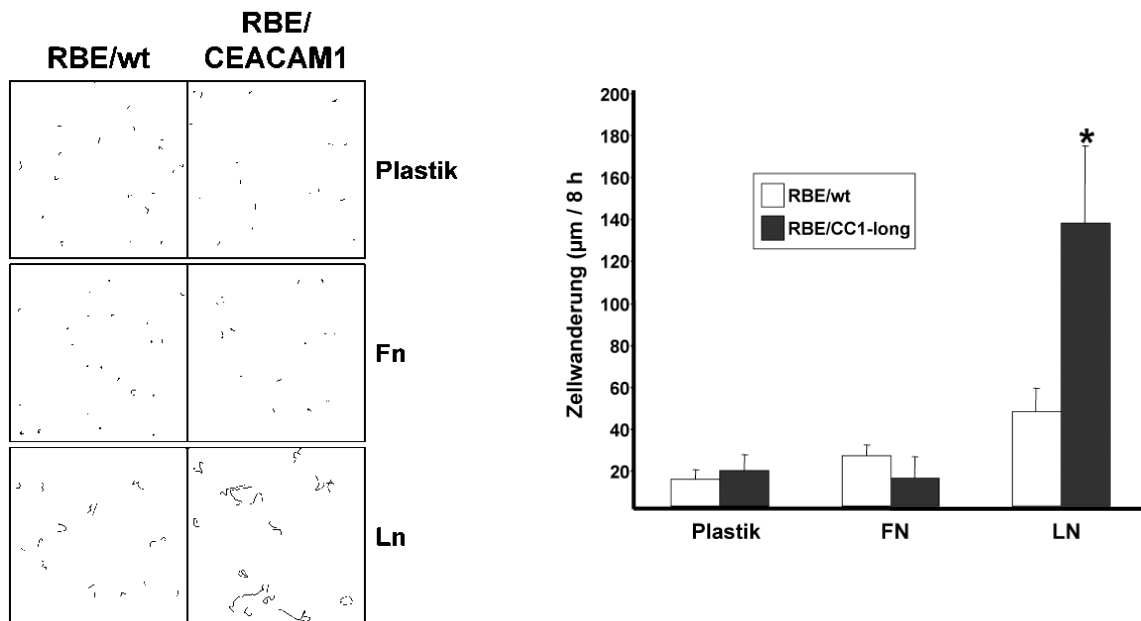 RBE/wt
RBE/
CEACAM1
Plastik
Fn
Ln
Zellwanderung (µm / 8 h
200
180
160
140
120
100
80
60
40
20
*
RBE/wt
RBE/CC1-long
Plastik
FN
LN